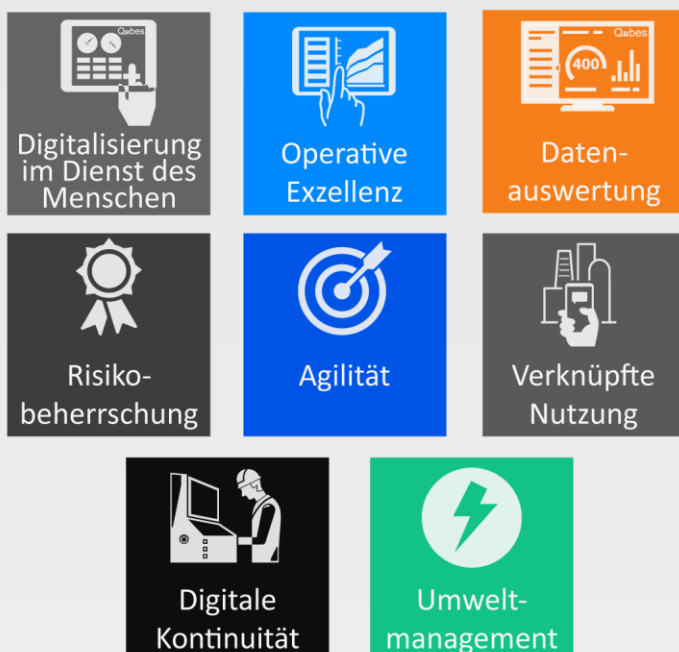 Qubes
Digitalisierung
im Dienst des
Menschen
Operative
Exzellenz
Qubes
400
Daten-
auswertung
Risiko-
beherrschung
Agilität
Verknüpfte
Nutzung
Digitale
Kontinuität
Umwelt-
management